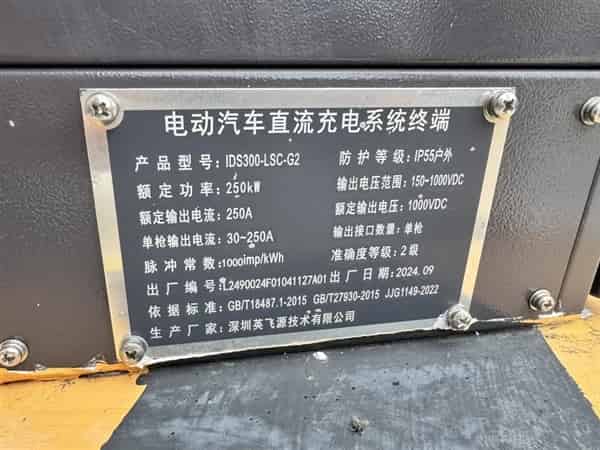 电动汽车直流充电系统终端
产品型号：IDS300-LSC-G2 防护等级：IP55户外
额定功率：250kW 输出电压范围：150-1000VDC
额定输出电流：250A 额定输出电压：1000VDC
单枪输出电流：30~250A 输出接口数量：单枪
脉冲常数：1000imp/kWh 准确度等级：2级
出厂编号：L2490024F01041127A01 出厂日期：2024.09
依据标准：GB/T18487.1-2015 GB/T27930-2015 JJG1149-2022
生产厂家：深圳英飞源技术有限公司